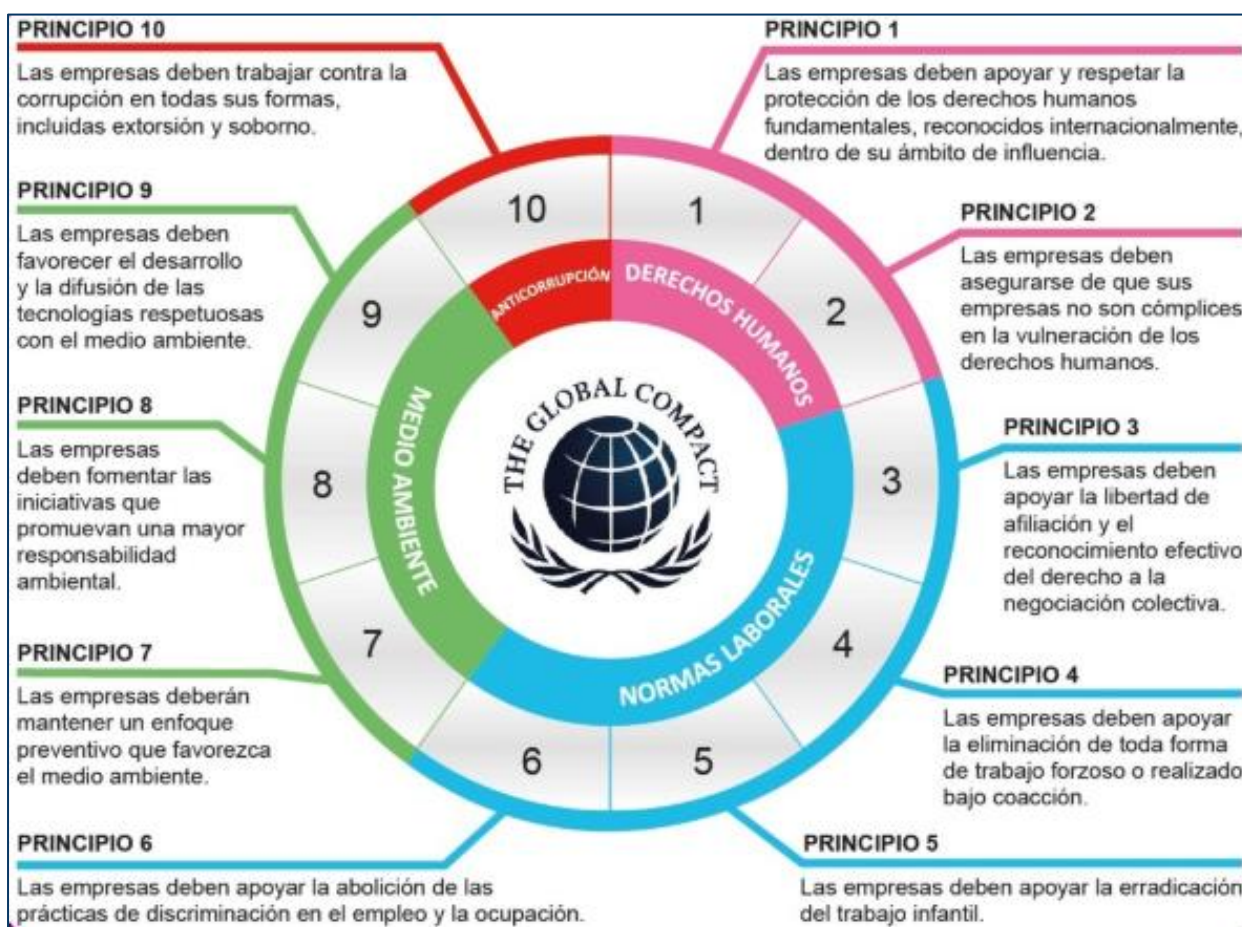 PRINCIPIO 10
Las empresas deben trabajar contra la
corrupción en todas sus formas,
incluidas extorsión y soborno.
PRINCIPIO 1
Las empresas deben apoyar y respetar la
protección de los derechos humanos
fundamentales, reconocidos internacionalmente,
dentro de su ámbito de influencia.
PRINCIPIO 9
Las empresas deben
favorecer el desarrollo
y la difusión de las
tecnologías respetuosas
con el medio ambiente.
PRINCIPIO 2
Las empresas deben
asegurarse de que sus
empresas no son cómplices
en la vulneración de los
derechos humanos.
PRINCIPIO 8
Las empresas
deben fomentar las
iniciativas que
promuevan una mayor
responsabilidad
ambiental.
PRINCIPIO 3
Las empresas deben
apoyar la libertad de
afiliación y el
reconocimiento efectivo
del derecho a la
negociación colectiva.
PRINCIPIO 7
Las empresas deberán
mantener un enfoque
preventivo que favorezca
el medio ambiente.
PRINCIPIO 4
Las empresas deben apoyar
la eliminación de toda forma
de trabajo forzoso o realizado
bajo coacción.
PRINCIPIO 6
Las empresas deben apoyar la abolición de las
prácticas de discriminación en el empleo y la ocupación.
PRINCIPIO 5
Las empresas deben apoyar la erradicación
del trabajo infantil.
10
1
2
3
4
5
6
7
8
9
ANTICORRUPCIÓN
DERECHOS HUMANOS
NORMAS LABORALES
MEDIO AMBIENTE
THE GLOBAL COMPACT